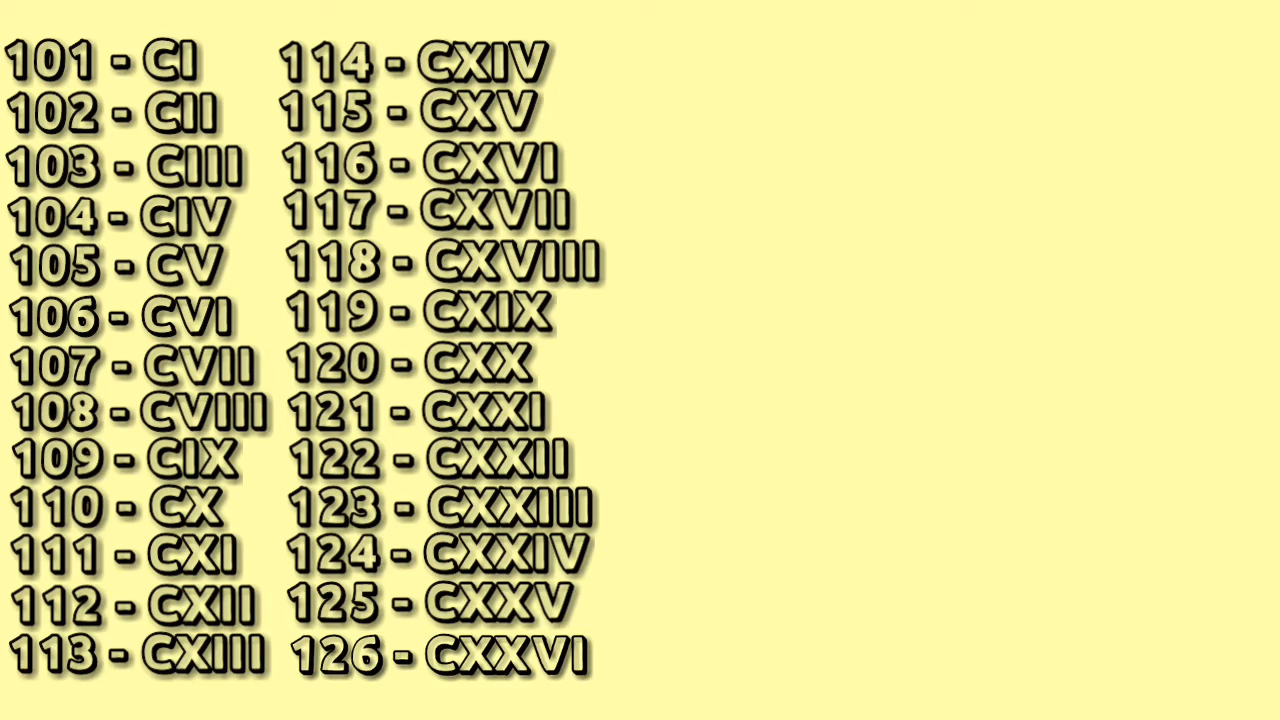 101 - CI
102 - CII
103 - CIII
104 - CIV
105 - CV
106 - CVI
107 - CVII
108 - CVIII
109 - CIX
110 - CX
111 - CXI
112 - CXII
113 - CXIII
114 - CXIV
115 - CXV
116 - CXVI
117 - CXVII
118 - CXVIII
119 - CXIX
120 - CXX
121 - CXXI
122 - CXXII
123 - CXXIII
124 - CXXIV
125 - CXXV
126 - CXXVI